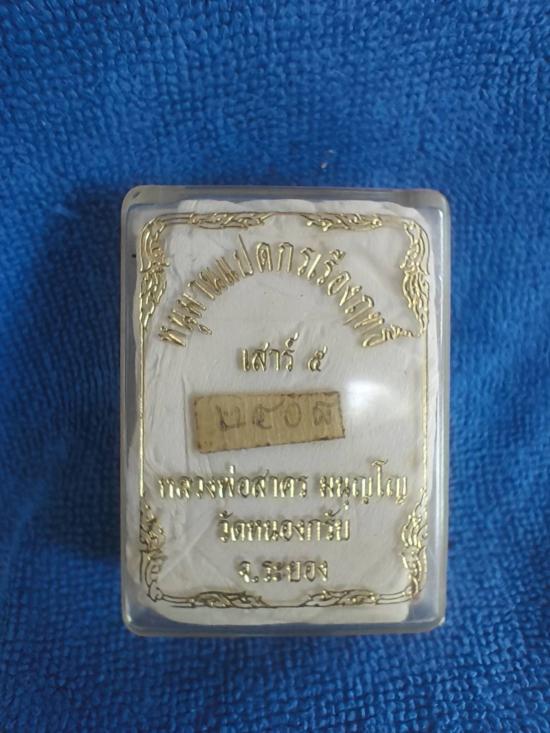 หนุมานแปดกรเรืองฤทธิ์
เสาร์ ๕
๒๕๐๘
หลวงพ่อสาคร มนุญโญ
วัดหนองกรับ
จ.ระยอง